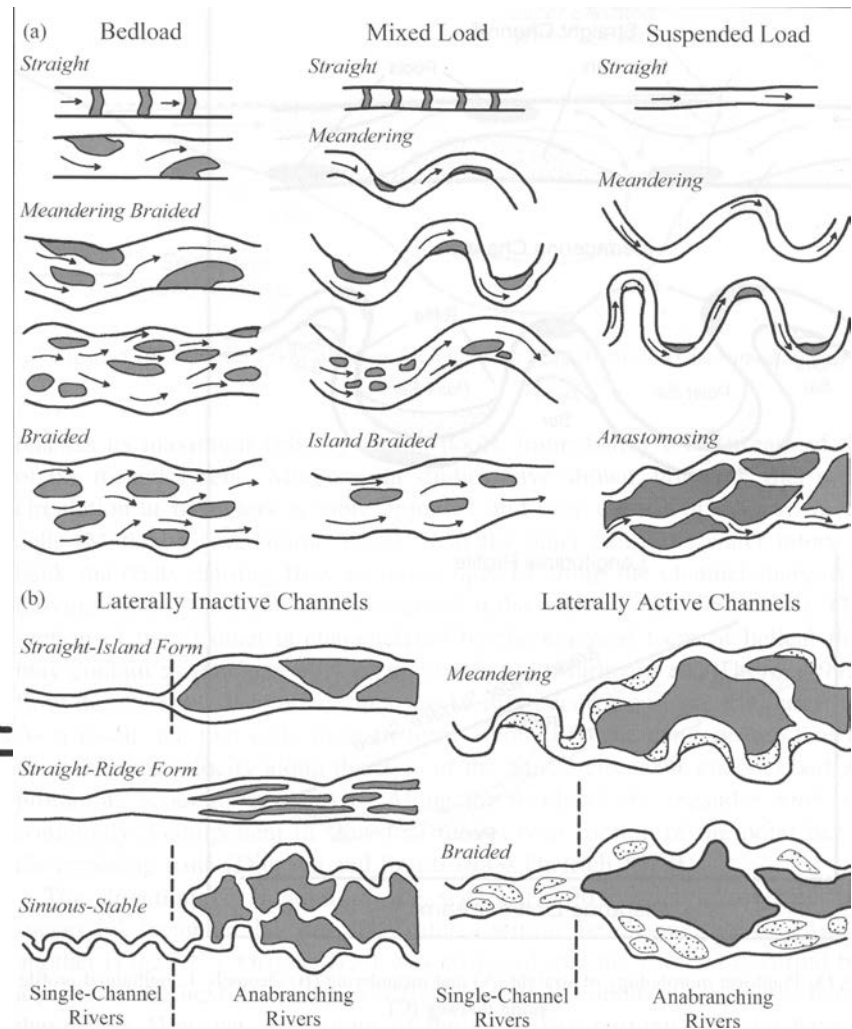 (a) Bedload Mixed Load Suspended Load
Straight Straight Straight
Meandering
Meandering
Meandering Braided
Braided Island Braided Anastomosing
(b) Laterally Inactive Channels Laterally Active Channels
Straight-Island Form Meandering
Straight-Ridge Form
Braided
Sinuous-Stable
Single-Channel Anabranching Single-Channel Anabranching
Rivers Rivers Rivers Rivers